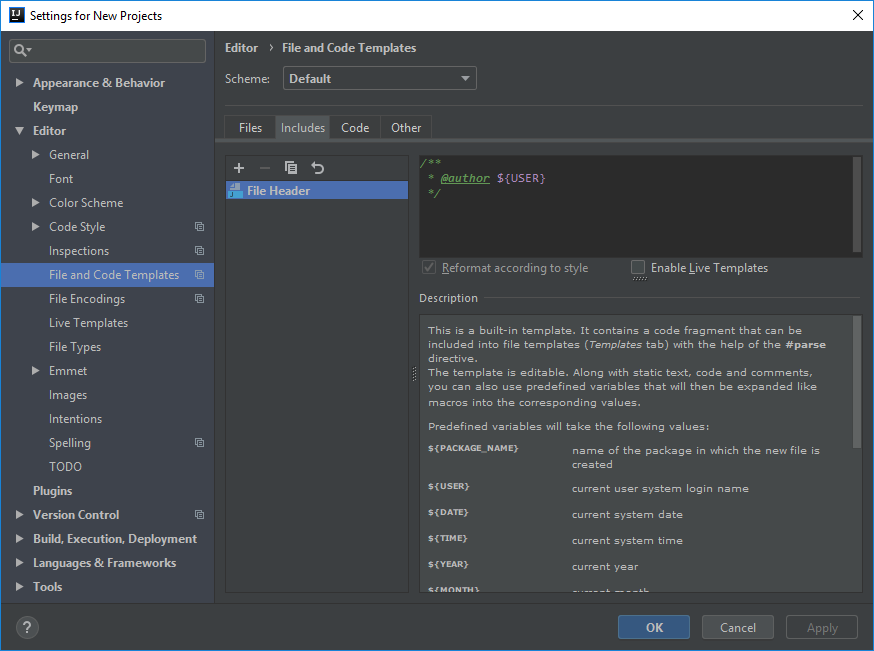 IJ
Settings for New Projects
Appearance & Behavior
Keymap
Editor
General
Font
Color Scheme
Code Style
Inspections
File and Code Templates
File Encodings
Live Templates
File Types
Emmet
Images
Intentions
Spelling
TODO
Plugins
Version Control
Build, Execution, Deployment
Languages & Frameworks
Tools
Editor › File and Code Templates
Scheme: Default
Files Includes Code Other
File Header
/**
* @author ${USER}
*/
Reformat according to style Enable Live Templates
Description
This is a built-in template. It contains a code fragment that can be
included into file templates (Templates tab) with the help of the #parse
directive.
The template is editable. Along with static text, code and comments,
you can also use predefined variables that will then be expanded like
macros into the corresponding values.
Predefined variables will take the following values:
${PACKAGE_NAME} name of the package in which the new file is
created
${USER} current user system login name
${DATE} current system date
${TIME} current system time
${YEAR} current year
${MONTH} current month
? OK Cancel Apply